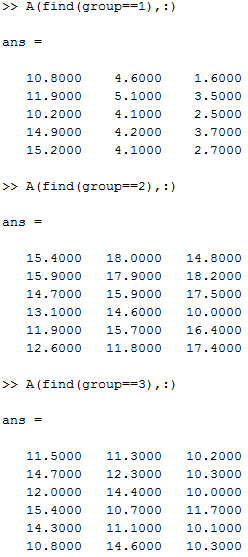 >> A(find(group==1),:)
ans =
10.8000 4.6000 1.6000
11.9000 5.1000 3.5000
10.2000 4.1000 2.5000
14.9000 4.2000 3.7000
15.2000 4.1000 2.7000
>> A(find(group==2),:)
ans =
15.4000 18.0000 14.8000
15.9000 17.9000 18.2000
14.7000 15.9000 17.5000
13.1000 14.6000 10.0000
11.9000 15.7000 16.4000
12.6000 11.8000 17.4000
>> A(find(group==3),:)
ans =
11.5000 11.3000 10.2000
14.7000 12.3000 10.3000
12.0000 14.4000 10.0000
15.4000 10.7000 11.7000
14.3000 11.1000 10.1000
10.8000 14.6000 10.3000